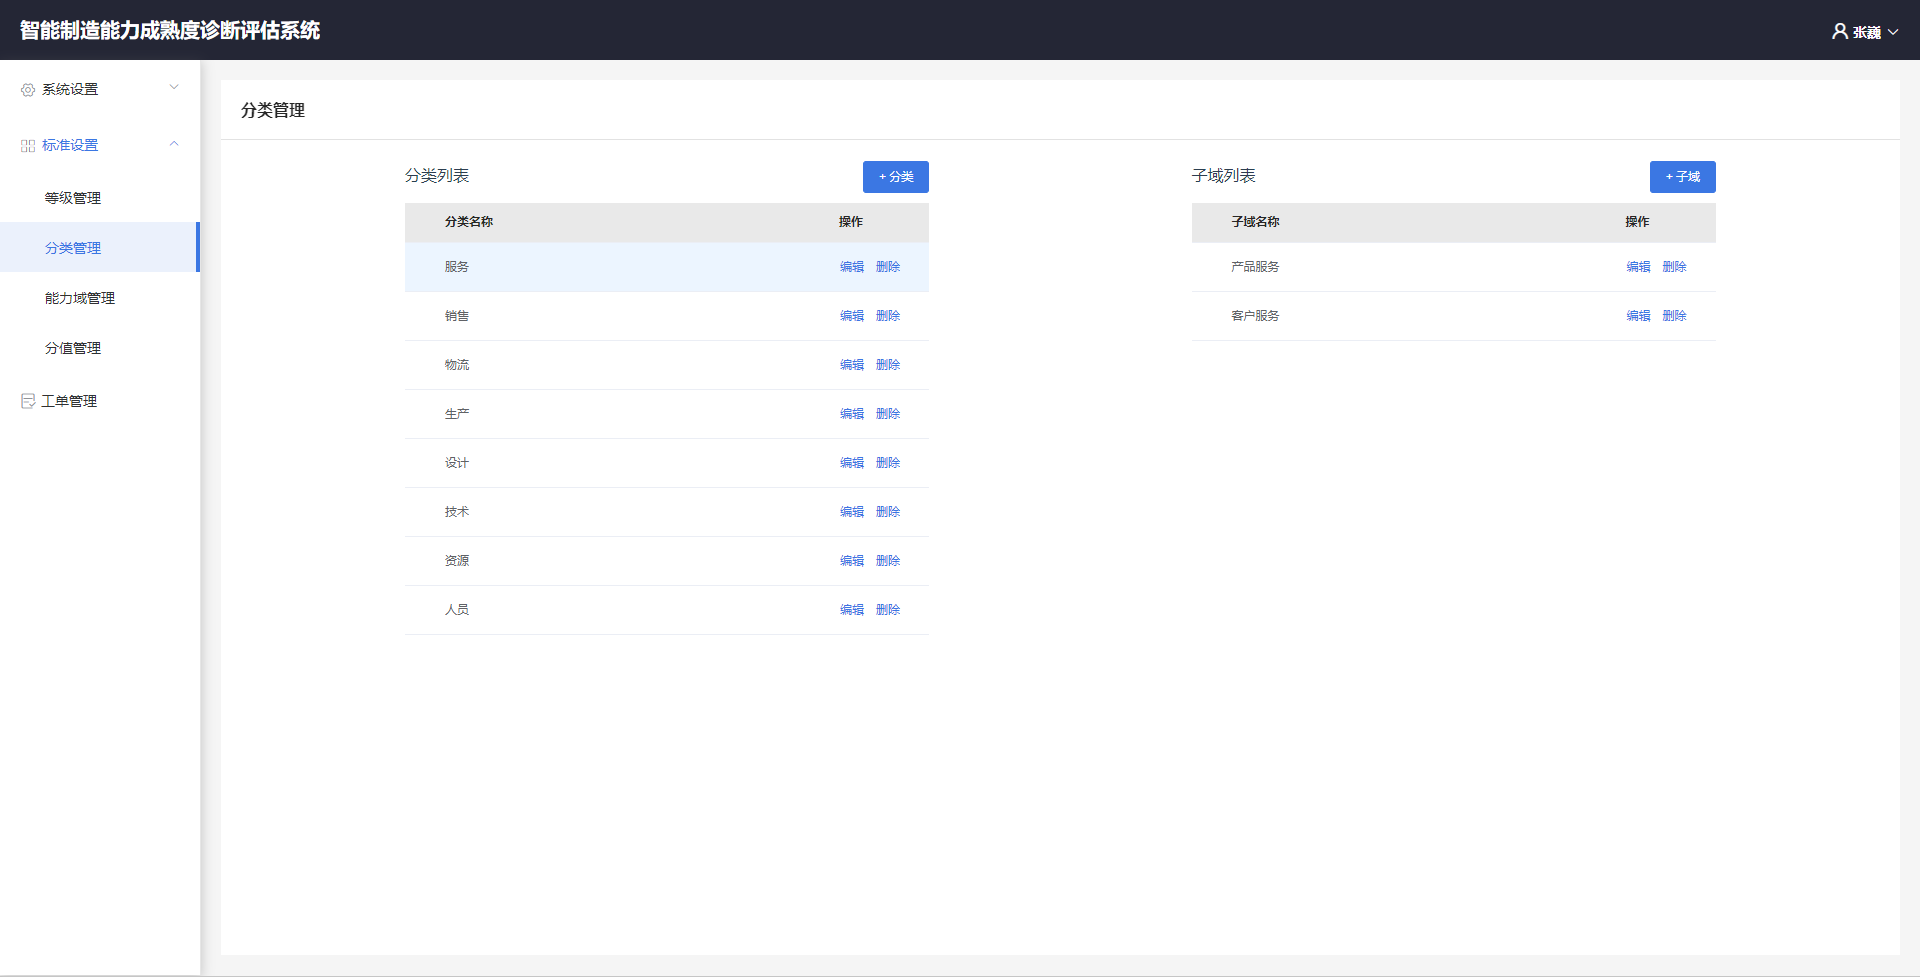 智能制造能力成熟度诊断评估系统
张巍
系统设置
标准设置
等级管理
分类管理
能力域管理
分值管理
工单管理
分类管理
分类列表
+ 分类
分类名称 操作
服务 编辑 删除
销售 编辑 删除
物流 编辑 删除
生产 编辑 删除
设计 编辑 删除
技术 编辑 删除
资源 编辑 删除
人员 编辑 删除
子域列表
+ 子域
子域名称 操作
产品服务 编辑 删除
客户服务 编辑 删除